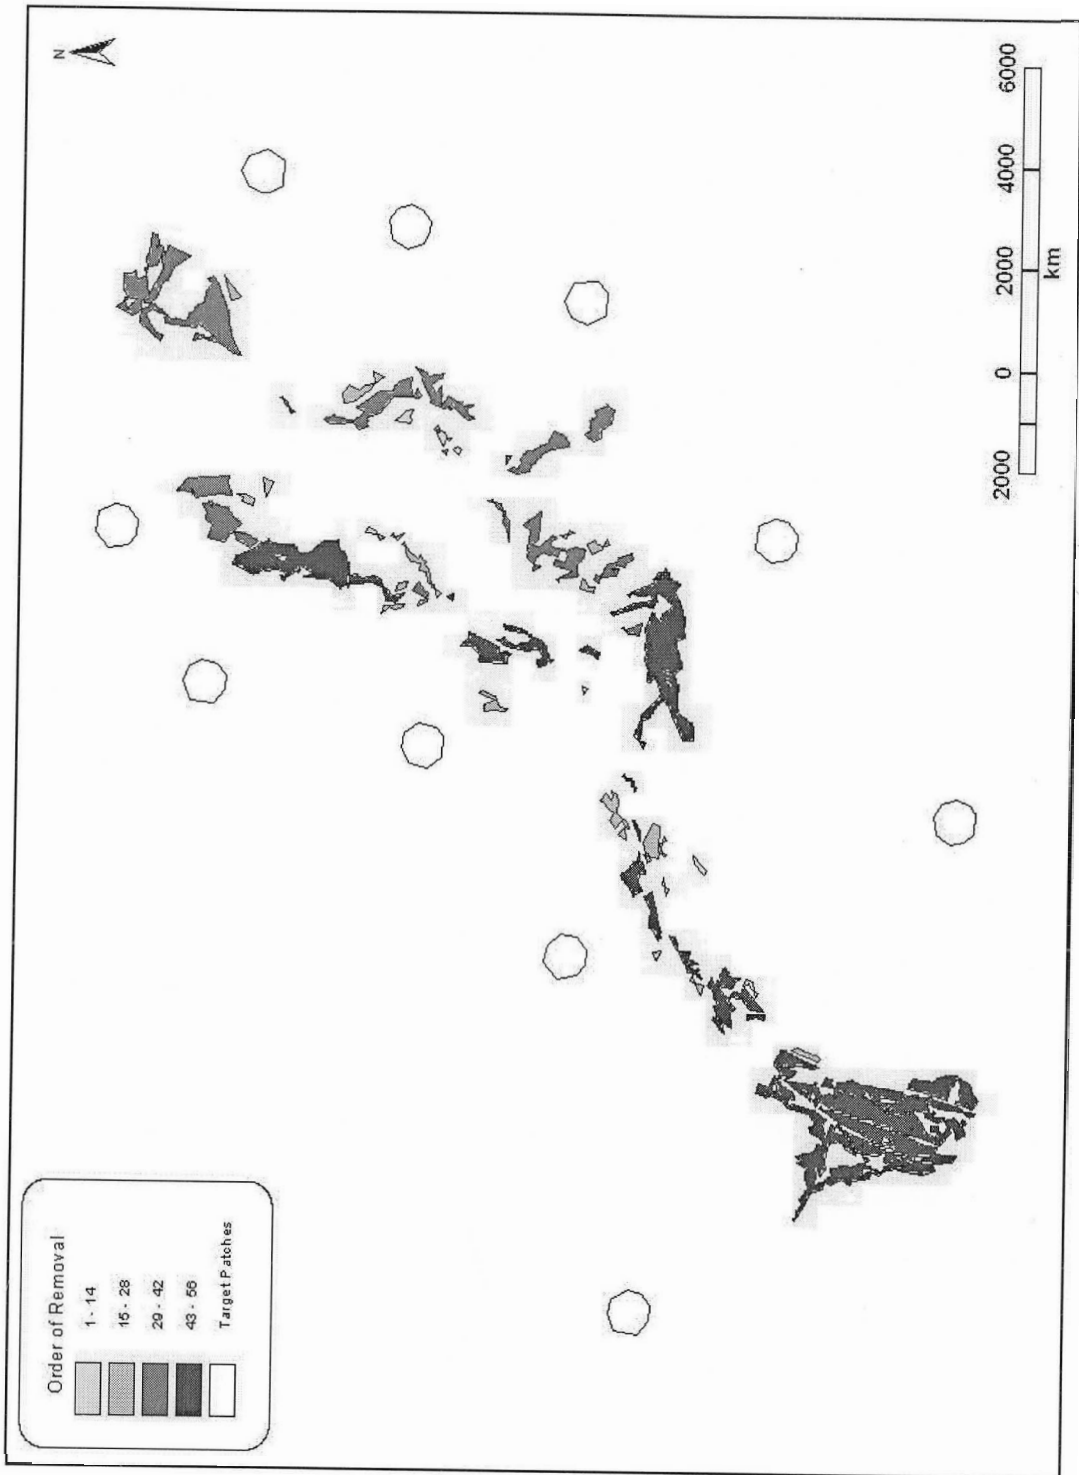 N
6000
4000
2000
0
2000
km
Order of Removal
1 - 14
15 - 28
29 - 42
43 - 56
Target Patches